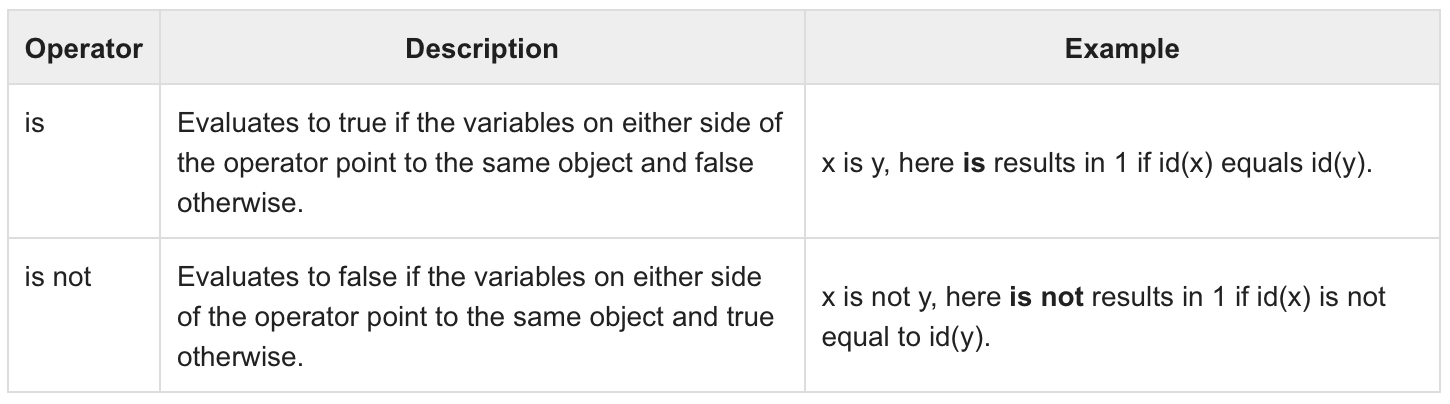 Operator Description Example
is
Evaluates to true if the variables on either side of
the operator point to the same object and false
otherwise.
x is y, here is results in 1 if id(x) equals id(y).
is not
Evaluates to false if the variables on either side
of the operator point to the same object and true
otherwise.
x is not y, here is not results in 1 if id(x) is not
equal to id(y).